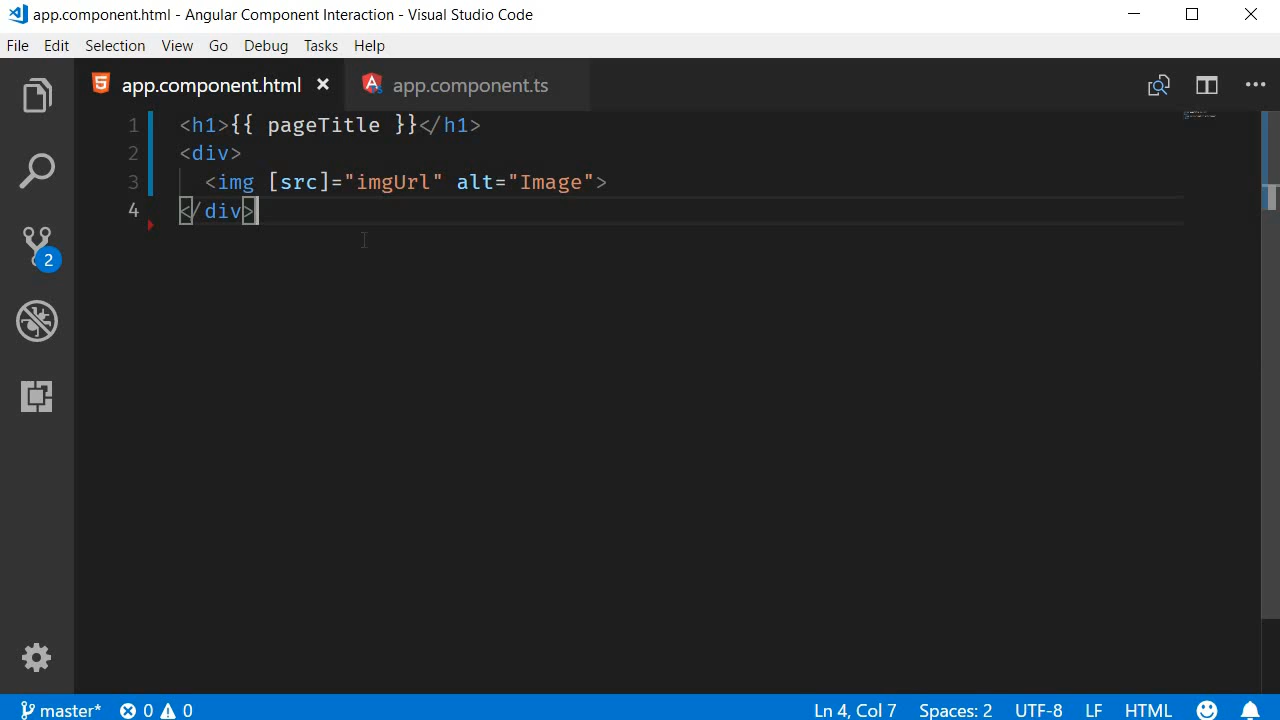 app.component.html - Angular Component Interaction - Visual Studio Code
File Edit Selection View Go Debug Tasks Help
app.component.html × app.component.ts
1 <h1>{{ pageTitle }}</h1>
2 <div>
3 <img [src]="imgUrl" alt="Image">
4 </div>
2
master* 0 0 Ln 4, Col 7 Spaces: 2 UTF-8 LF HTML